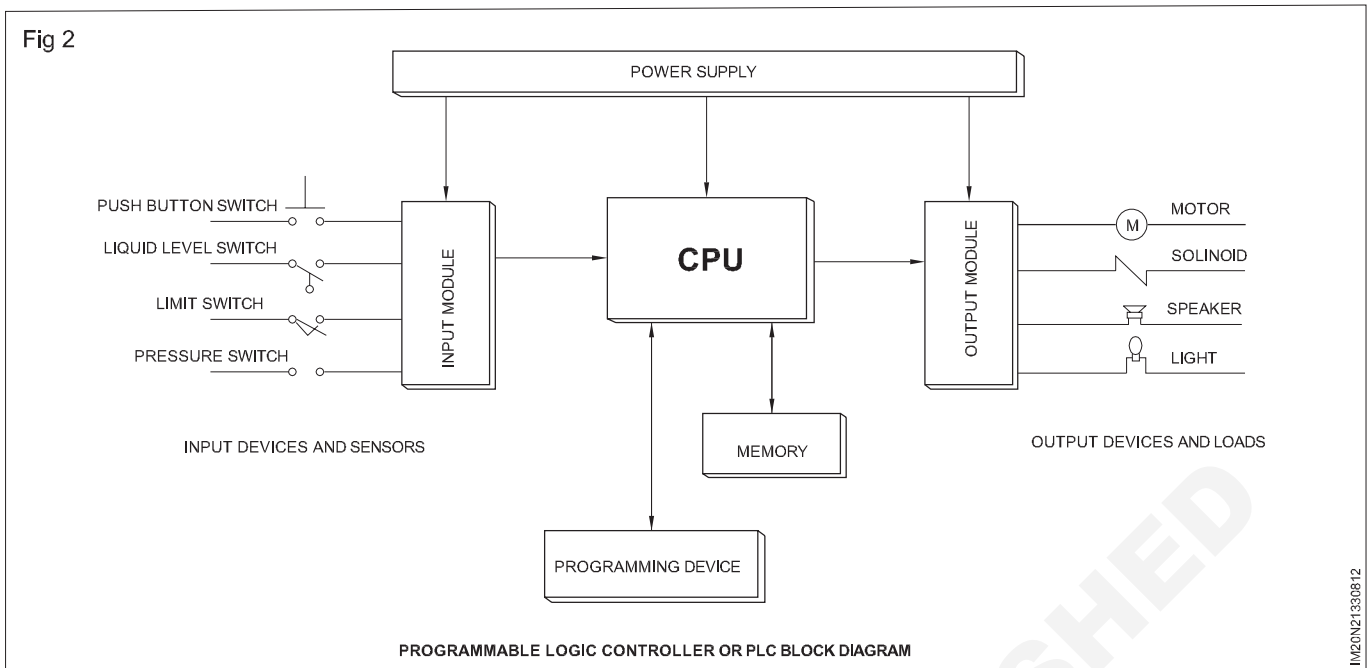 Fig 2
POWER SUPPLY
PUSH BUTTON SWITCH
LIQUID LEVEL SWITCH
LIMIT SWITCH
PRESSURE SWITCH
INPUT MODULE
CPU
OUTPUT MODULE
M
MOTOR
SOLINOID
SPEAKER
LIGHT
INPUT DEVICES AND SENSORS
MEMORY
OUTPUT DEVICES AND LOADS
PROGRAMMING DEVICE
PROGRAMMABLE LOGIC CONTROLLER OR PLC BLOCK DIAGRAM
SHED